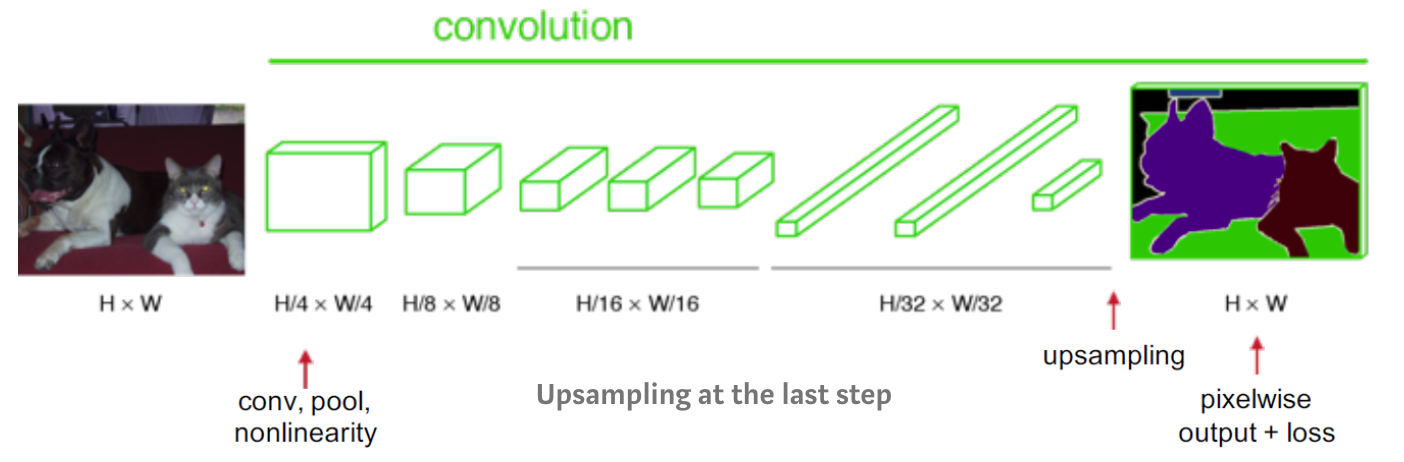 convolution
H × W
H/4 × W/4
H/8 × W/8
H/16 × W/16
H/32 × W/32
H × W
conv, pool,
nonlinearity
Upsampling at the last step
upsampling
pixelwise
output + loss